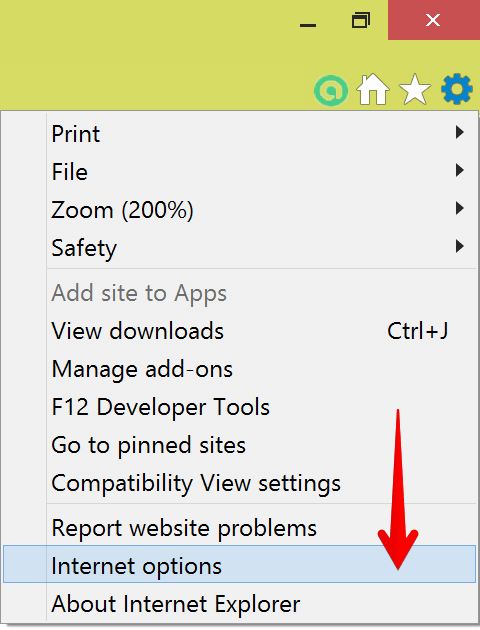 Print
File
Zoom (200%)
Safety
Add site to Apps
View downloads Ctrl+J
Manage add-ons
F12 Developer Tools
Go to pinned sites
Compatibility View settings
Report website problems
Internet options
About Internet Explorer